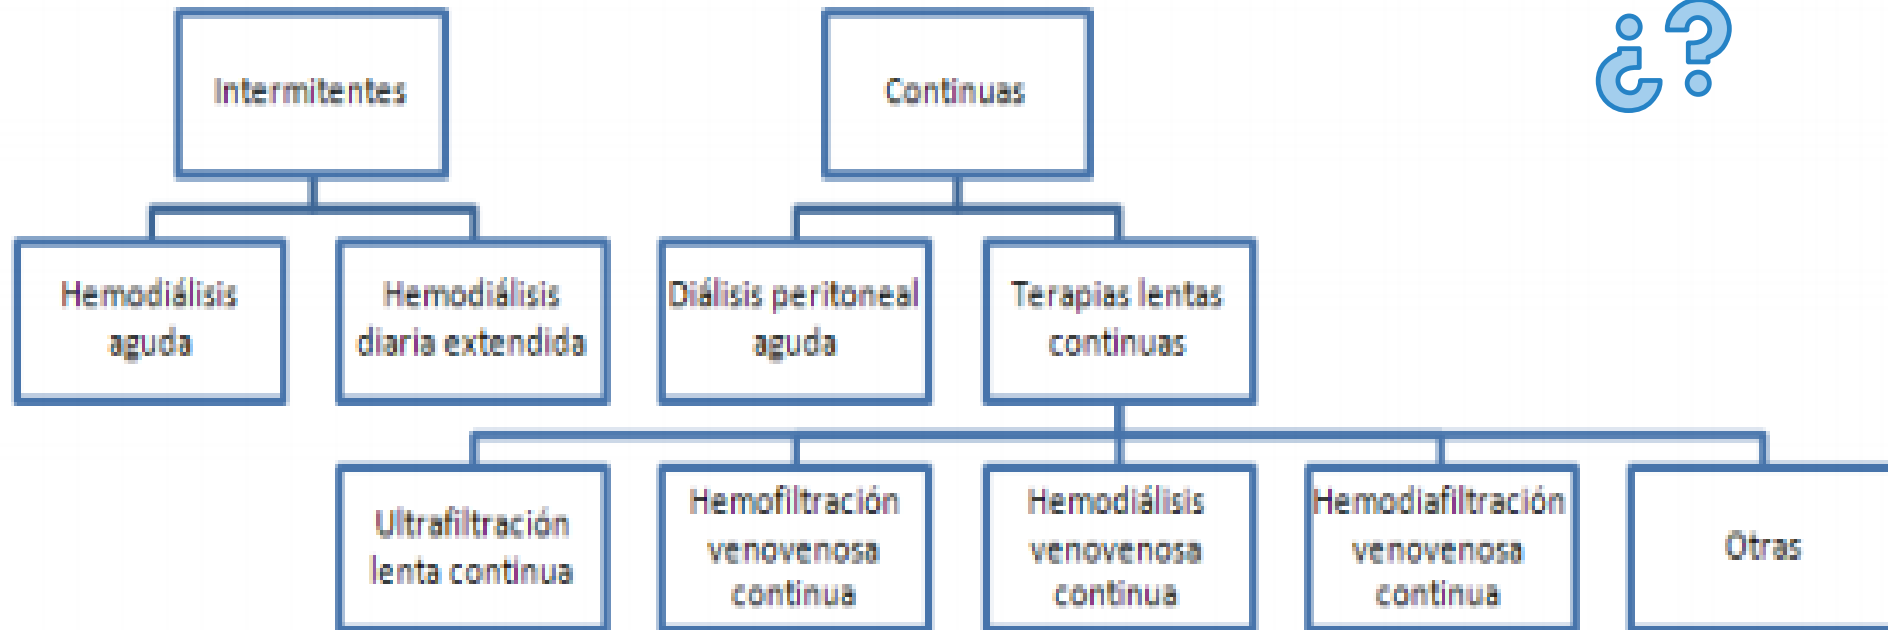 ¿?
Intermitentes
Continuas
Hemodiálisis
aguda
Hemodiálisis
diaria extendida
Diálisis peritoneal
aguda
Terapias lentas
continuas
Ultrafiltración
lenta continua
Hemofiltración
venovenosa
continua
Hemodiálisis
venovenosa
continua
Hemodiafiltración
venovenosa
continua
Otras